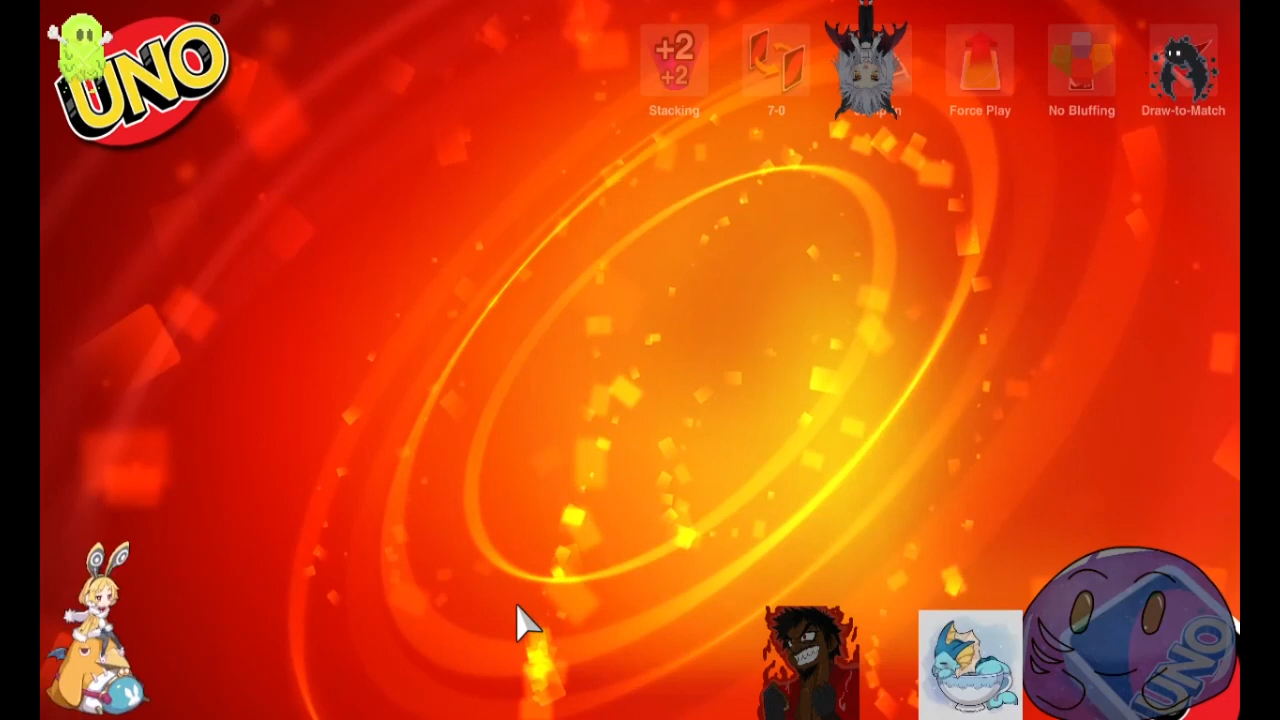 UNO
®
+2
+2
Stacking
7-0
Force Play
No Bluffing
Draw-to-Match
UNO